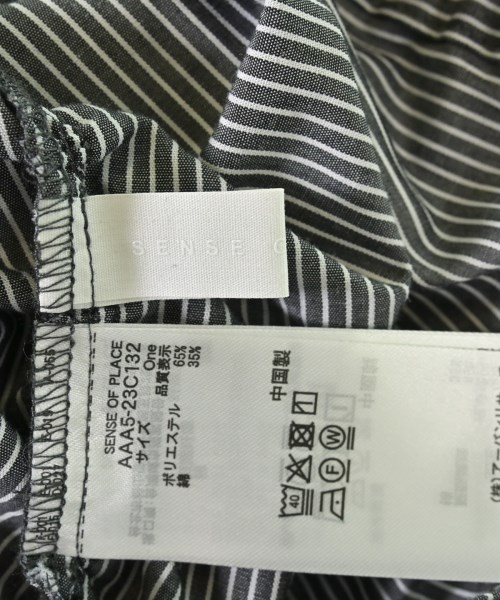 SENSE O
SENSE OF PLACE
AAA5-23C132
サイズ One
品質表示
ポリエステル 65%
綿 35%
40
F W
中国製